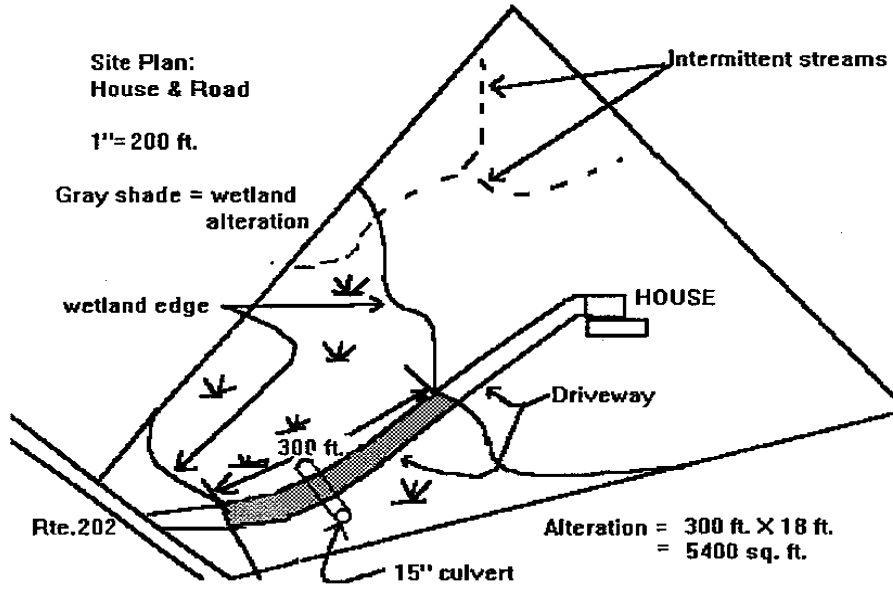 Site Plan:
House & Road
1"= 200 ft.
Gray shade = wetland
alteration
Intermittent streams
wetland edge
HOUSE
Driveway
300 ft.
Rte.202
Alteration = 300 ft. X 18 ft.
= 5400 sq. ft.
15" culvert